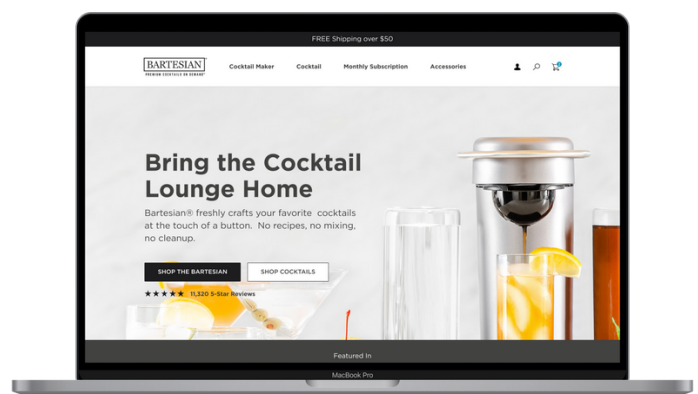 FREE Shipping over $50
BARTESIAN
PREMIUM COCKTAILS ON DEMAND
Cocktail Maker
Cocktail
Monthly Subscription
Accessories
Bring the Cocktail
Lounge Home
Bartesian® freshly crafts your favorite cocktails
at the touch of a button. No recipes, no mixing,
no cleanup.
SHOP THE BARTESIAN
SHOP COCKTAILS
★★★★★ 11,320 5-Star Reviews
Featured In
MacBook Pro